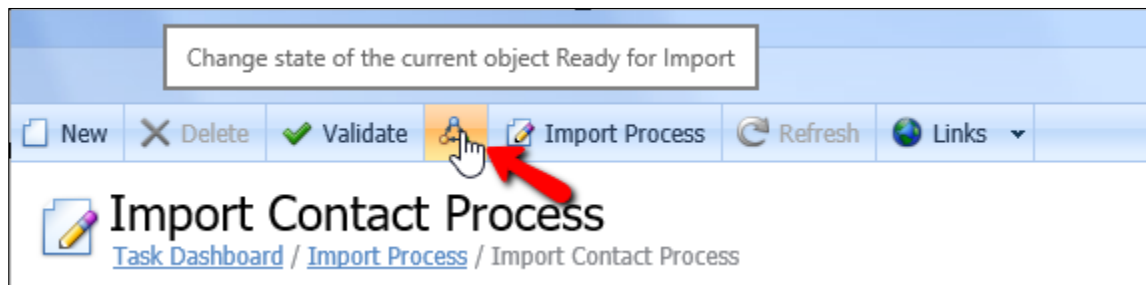 Change state of the current object Ready for Import
New Delete Validate Import Process Refresh Links
Import Contact Process
Task Dashboard / Import Process / Import Contact Process